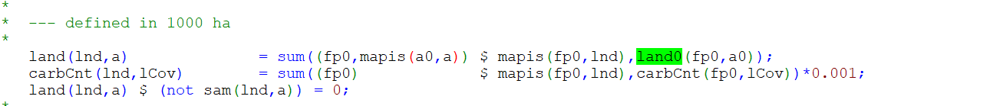 *
*  --- defined in 1000 ha
*
land(lnd,a)                 = sum((fp0,mapis(a0,a)) $ mapis(fp0,lnd),land0(fp0,a0));
carbCnt(lnd,lCov)           = sum((fp0)             $ mapis(fp0,lnd),carbCnt(fp0,lCov))*0.001;
land(lnd,a) $ (not sam(lnd,a)) = 0;
*